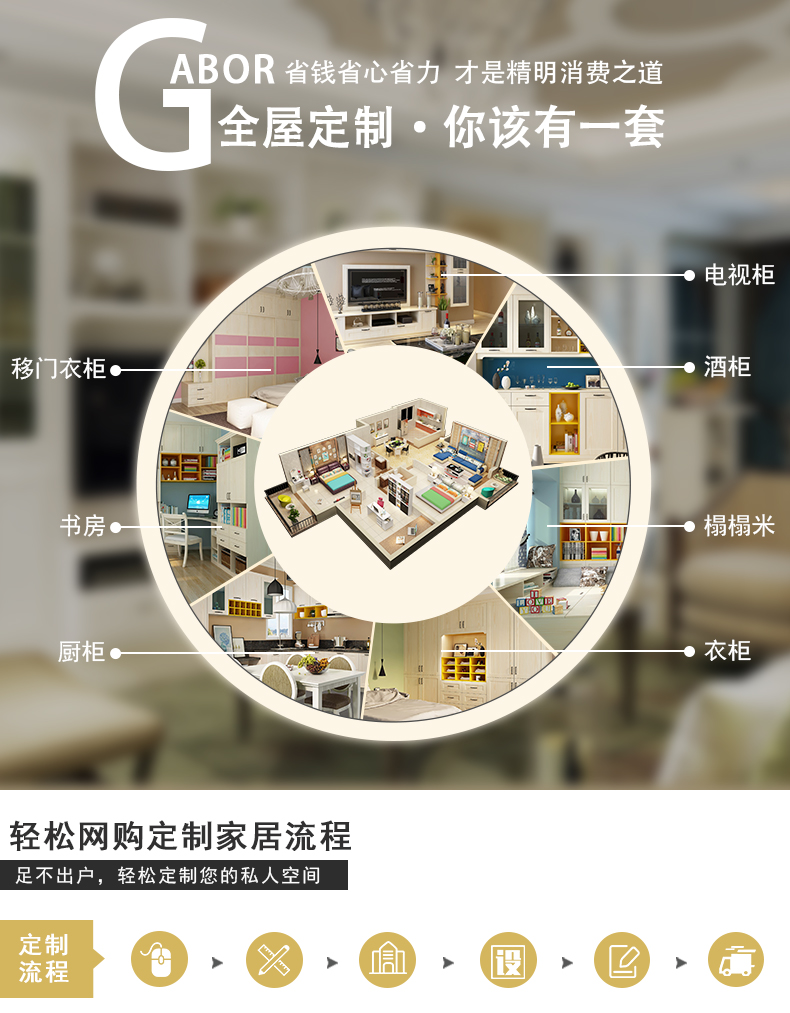 GABOR 省钱省心省力 才是精明消费之道
全屋定制·你该有一套
电视柜
移门衣柜
酒柜
书房
榻榻米
厨柜
衣柜
轻松网购定制家居流程
足不出户，轻松定制您的私人空间
定制
流程
设